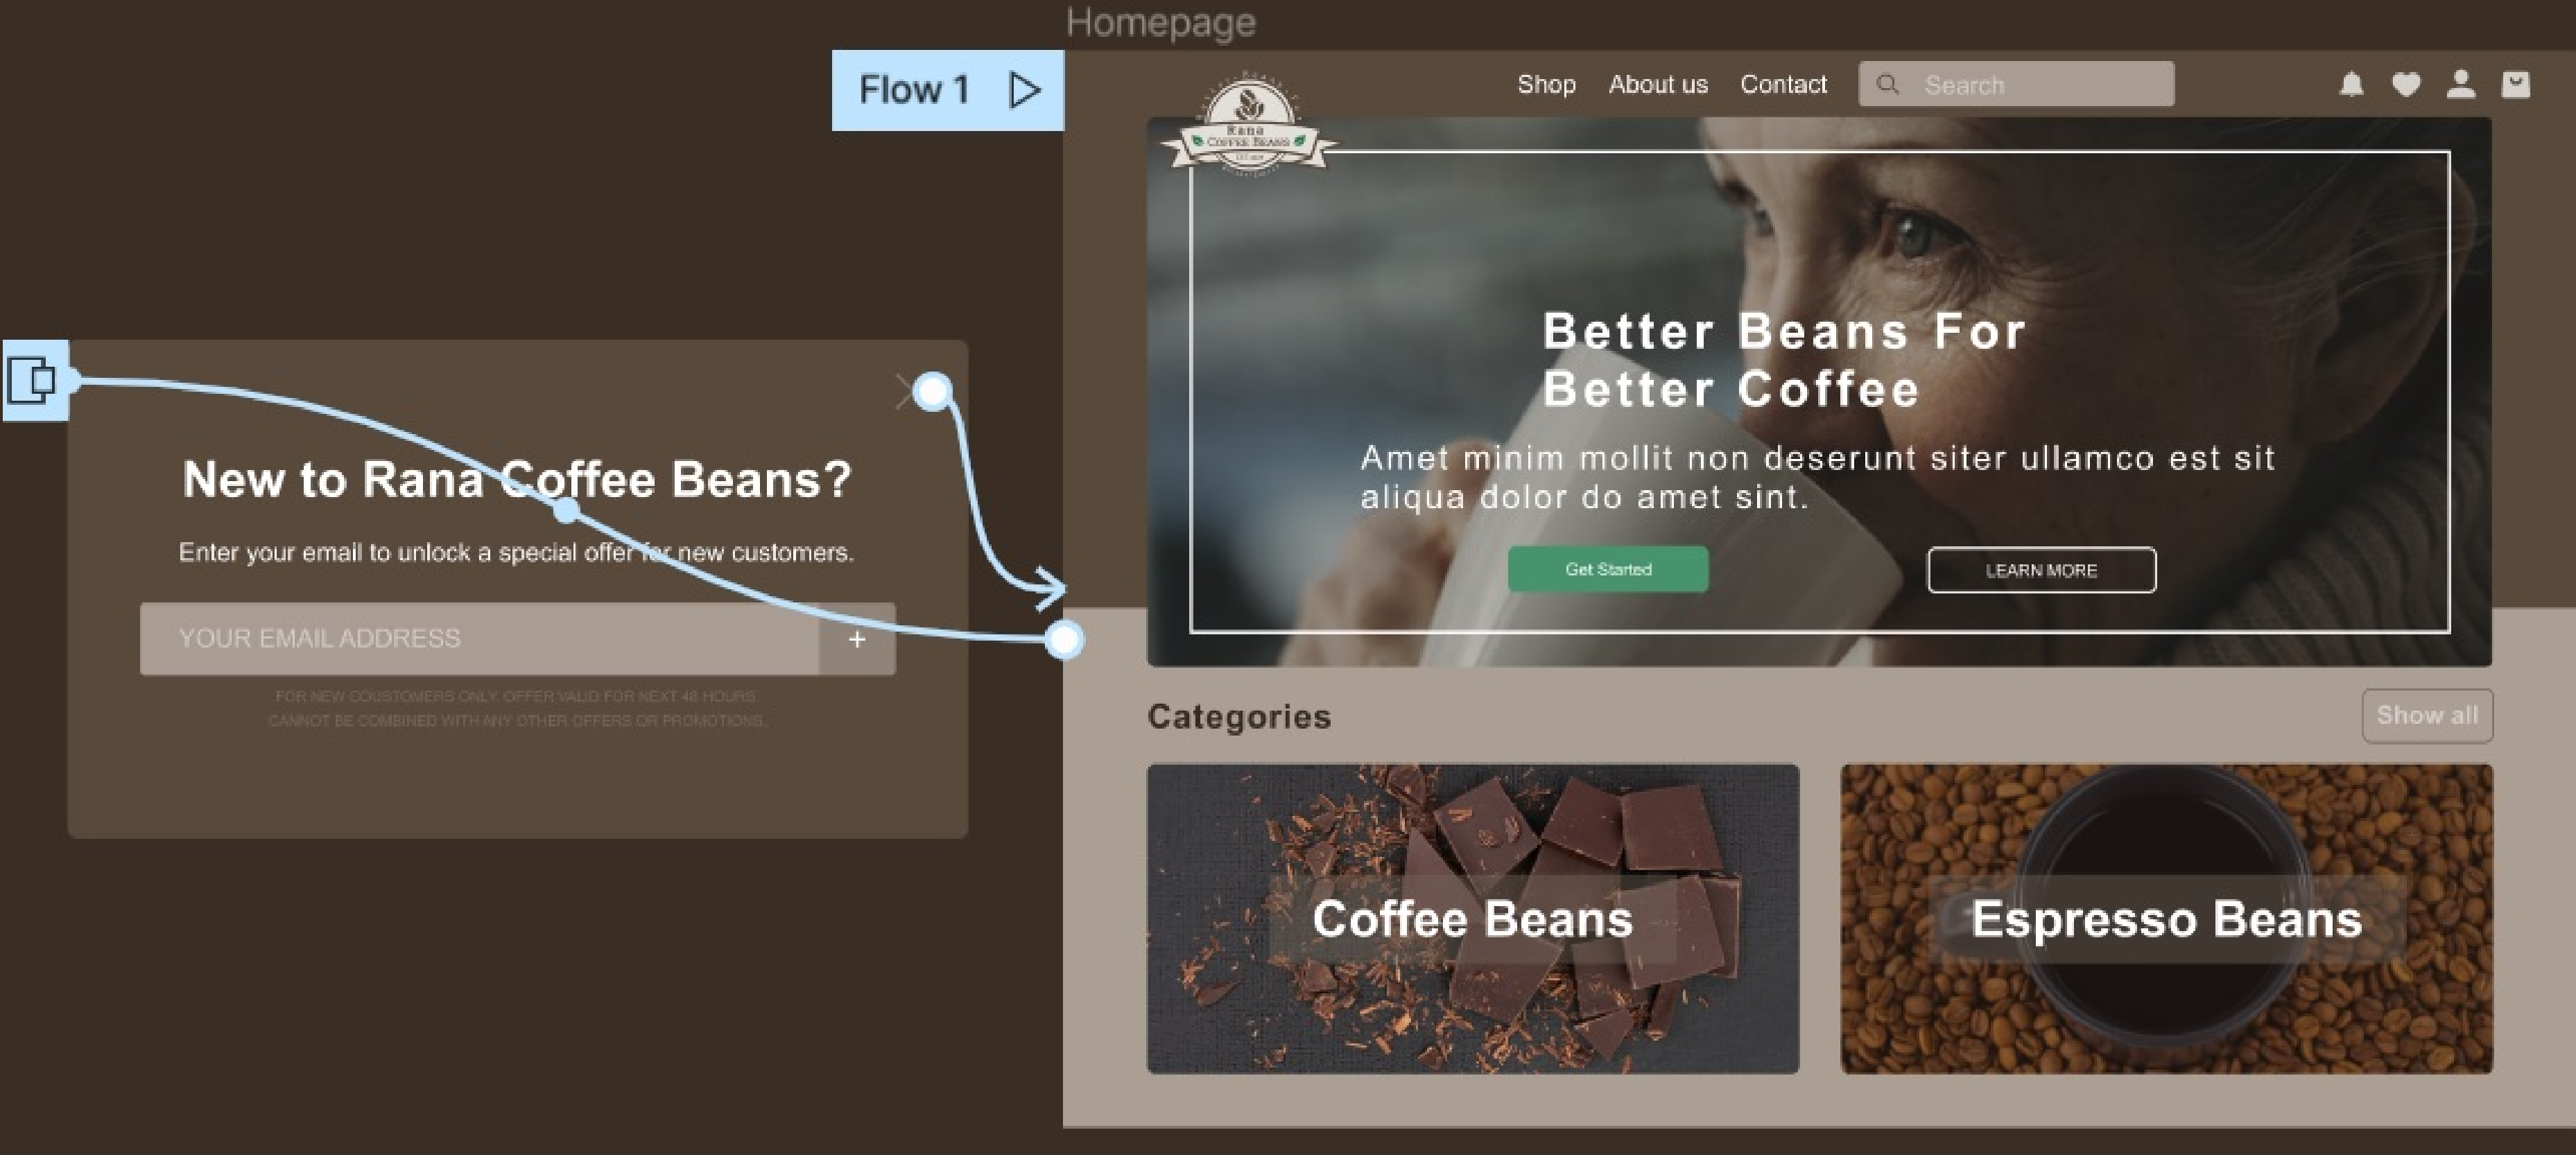 Homepage
Flow 1
Shop About us Contact Search
Rana
COFFEE BEANS
Better Beans For
Better Coffee
Amet minim mollit non deserunt siter ullamco est sit
aliqua dolor do amet sint.
Get Started LEARN MORE
New to Rana Coffee Beans?
Enter your email to unlock a special offer for new customers.
YOUR EMAIL ADDRESS +
FOR NEW COUSTOMERS ONLY. OFFER VALID FOR NEXT 48 HOURS.
CANNOT BE COMBINED WITH ANY OTHER OFFERS OR PROMOTIONS.
Categories Show all
Coffee Beans Espresso Beans